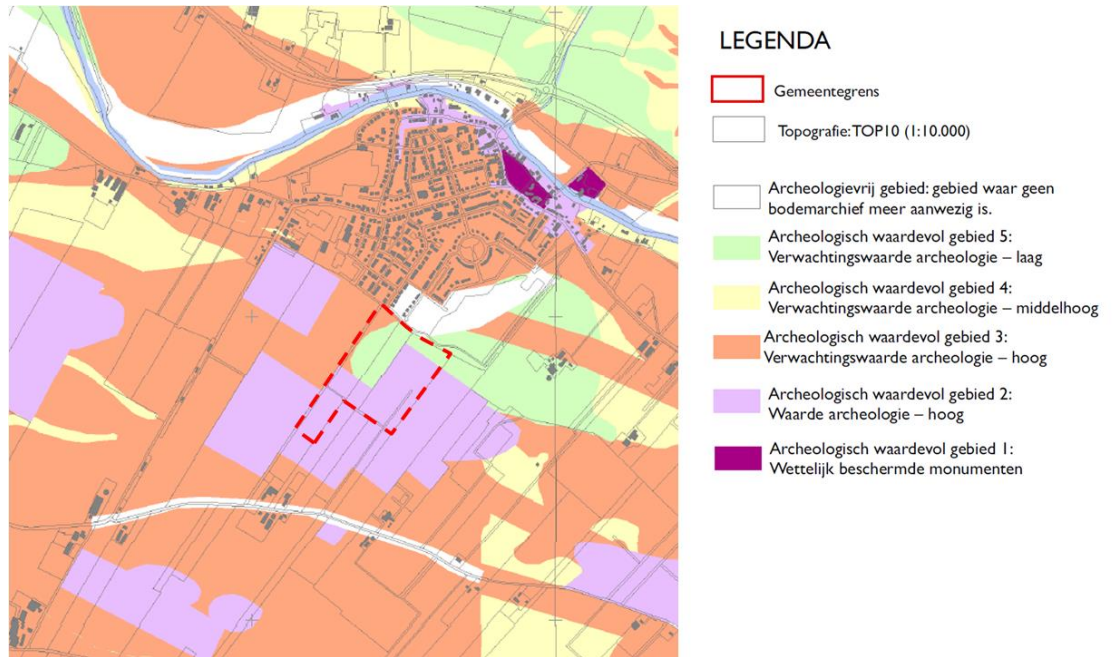 LEGENDA
Gemeentegrens
Topografie: TOP10 (1:10.000)
Archeologievrij gebied: gebied waar geen
bodemarchief meer aanwezig is.
Archeologisch waardevol gebied 5:
Verwachtingswaarde archeologie – laag
Archeologisch waardevol gebied 4:
Verwachtingswaarde archeologie – middelhoog
Archeologisch waardevol gebied 3:
Verwachtingswaarde archeologie – hoog
Archeologisch waardevol gebied 2:
Waarde archeologie – hoog
Archeologisch waardevol gebied 1:
Wettelijk beschermde monumenten